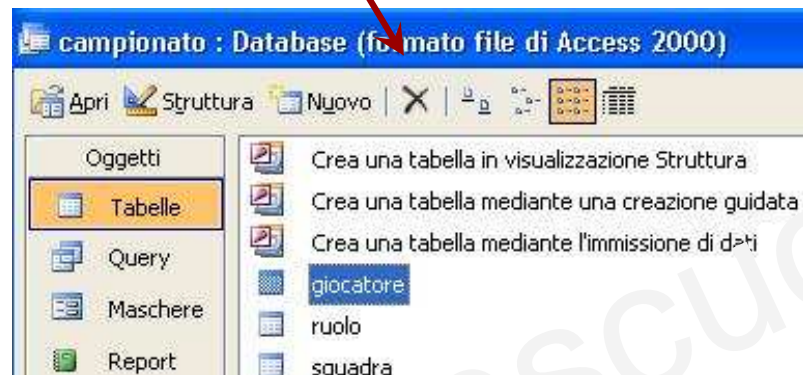 campionato : Database (formato file di Access 2000)
Apri Struttura Nuovo
Oggetti
Tabelle
Query
Maschere
Report
Crea una tabella in visualizzazione Struttura
Crea una tabella mediante una creazione guidata
Crea una tabella mediante l'immissione di dati
giocatore
ruolo
squadra